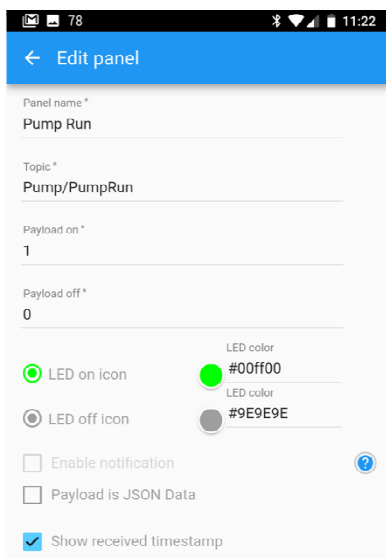 78 11:22
Edit panel
Panel name *
Pump Run
Topic *
Pump/PumpRun
Payload on *
1
Payload off *
0
LED color
LED on icon #00ff00
LED color
LED off icon #9E9E9E
Enable notification ?
Payload is JSON Data
Show received timestamp